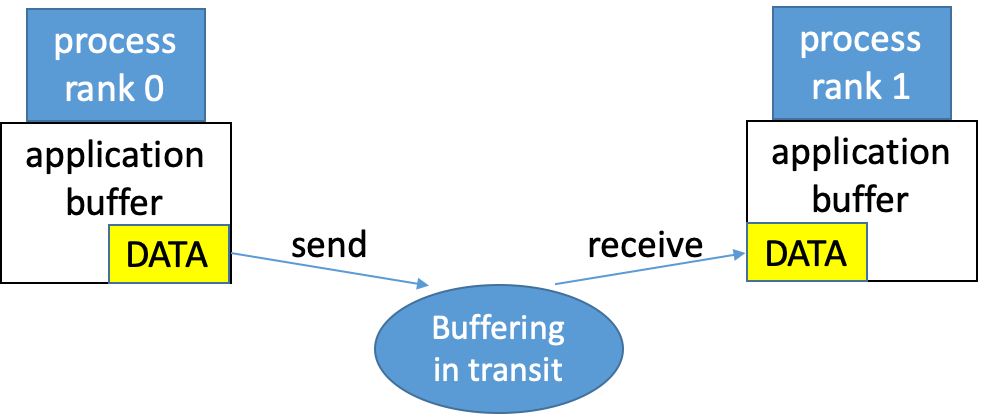 process
rank 0
application
buffer
DATA
send
Buffering
in transit
receive
process
rank 1
application
buffer
DATA